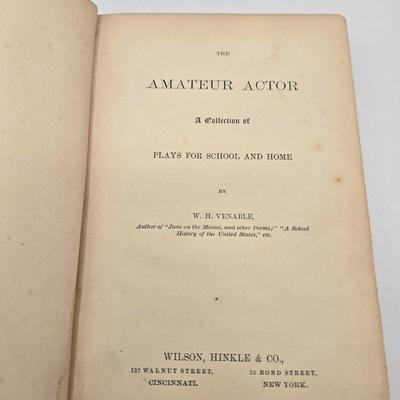 THE
AMATEUR ACTOR
A Collection of
PLAYS FOR SCHOOL AND HOME
BY
W. H. VENABLE,
Author of "June on the Miami, and other Poems;" "A School
History of the United States," etc.
WILSON, HINKLE & CO.,
137 WALNUT STREET, 28 BOND STREET,
CINCINNATI. NEW YORK.